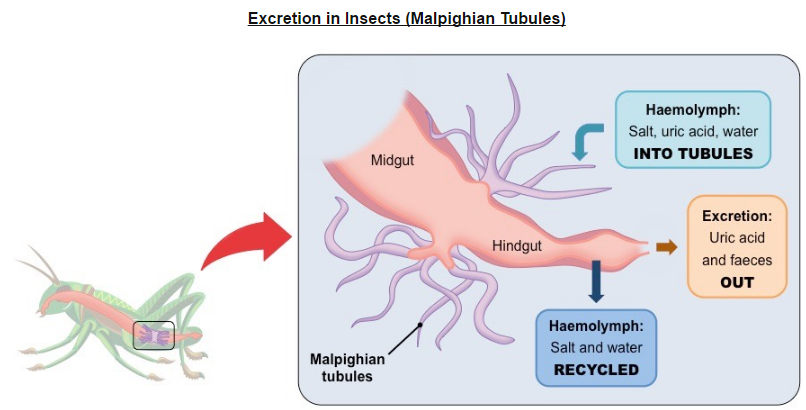 Excretion in Insects (Malpighian Tubules)
Haemolymph:
Salt, uric acid, water
INTO TUBULES
Midgut
Excretion:
Uric acid
and faeces
OUT
Hindgut
Haemolymph:
Salt and water
RECYCLED
Malpighian
tubules